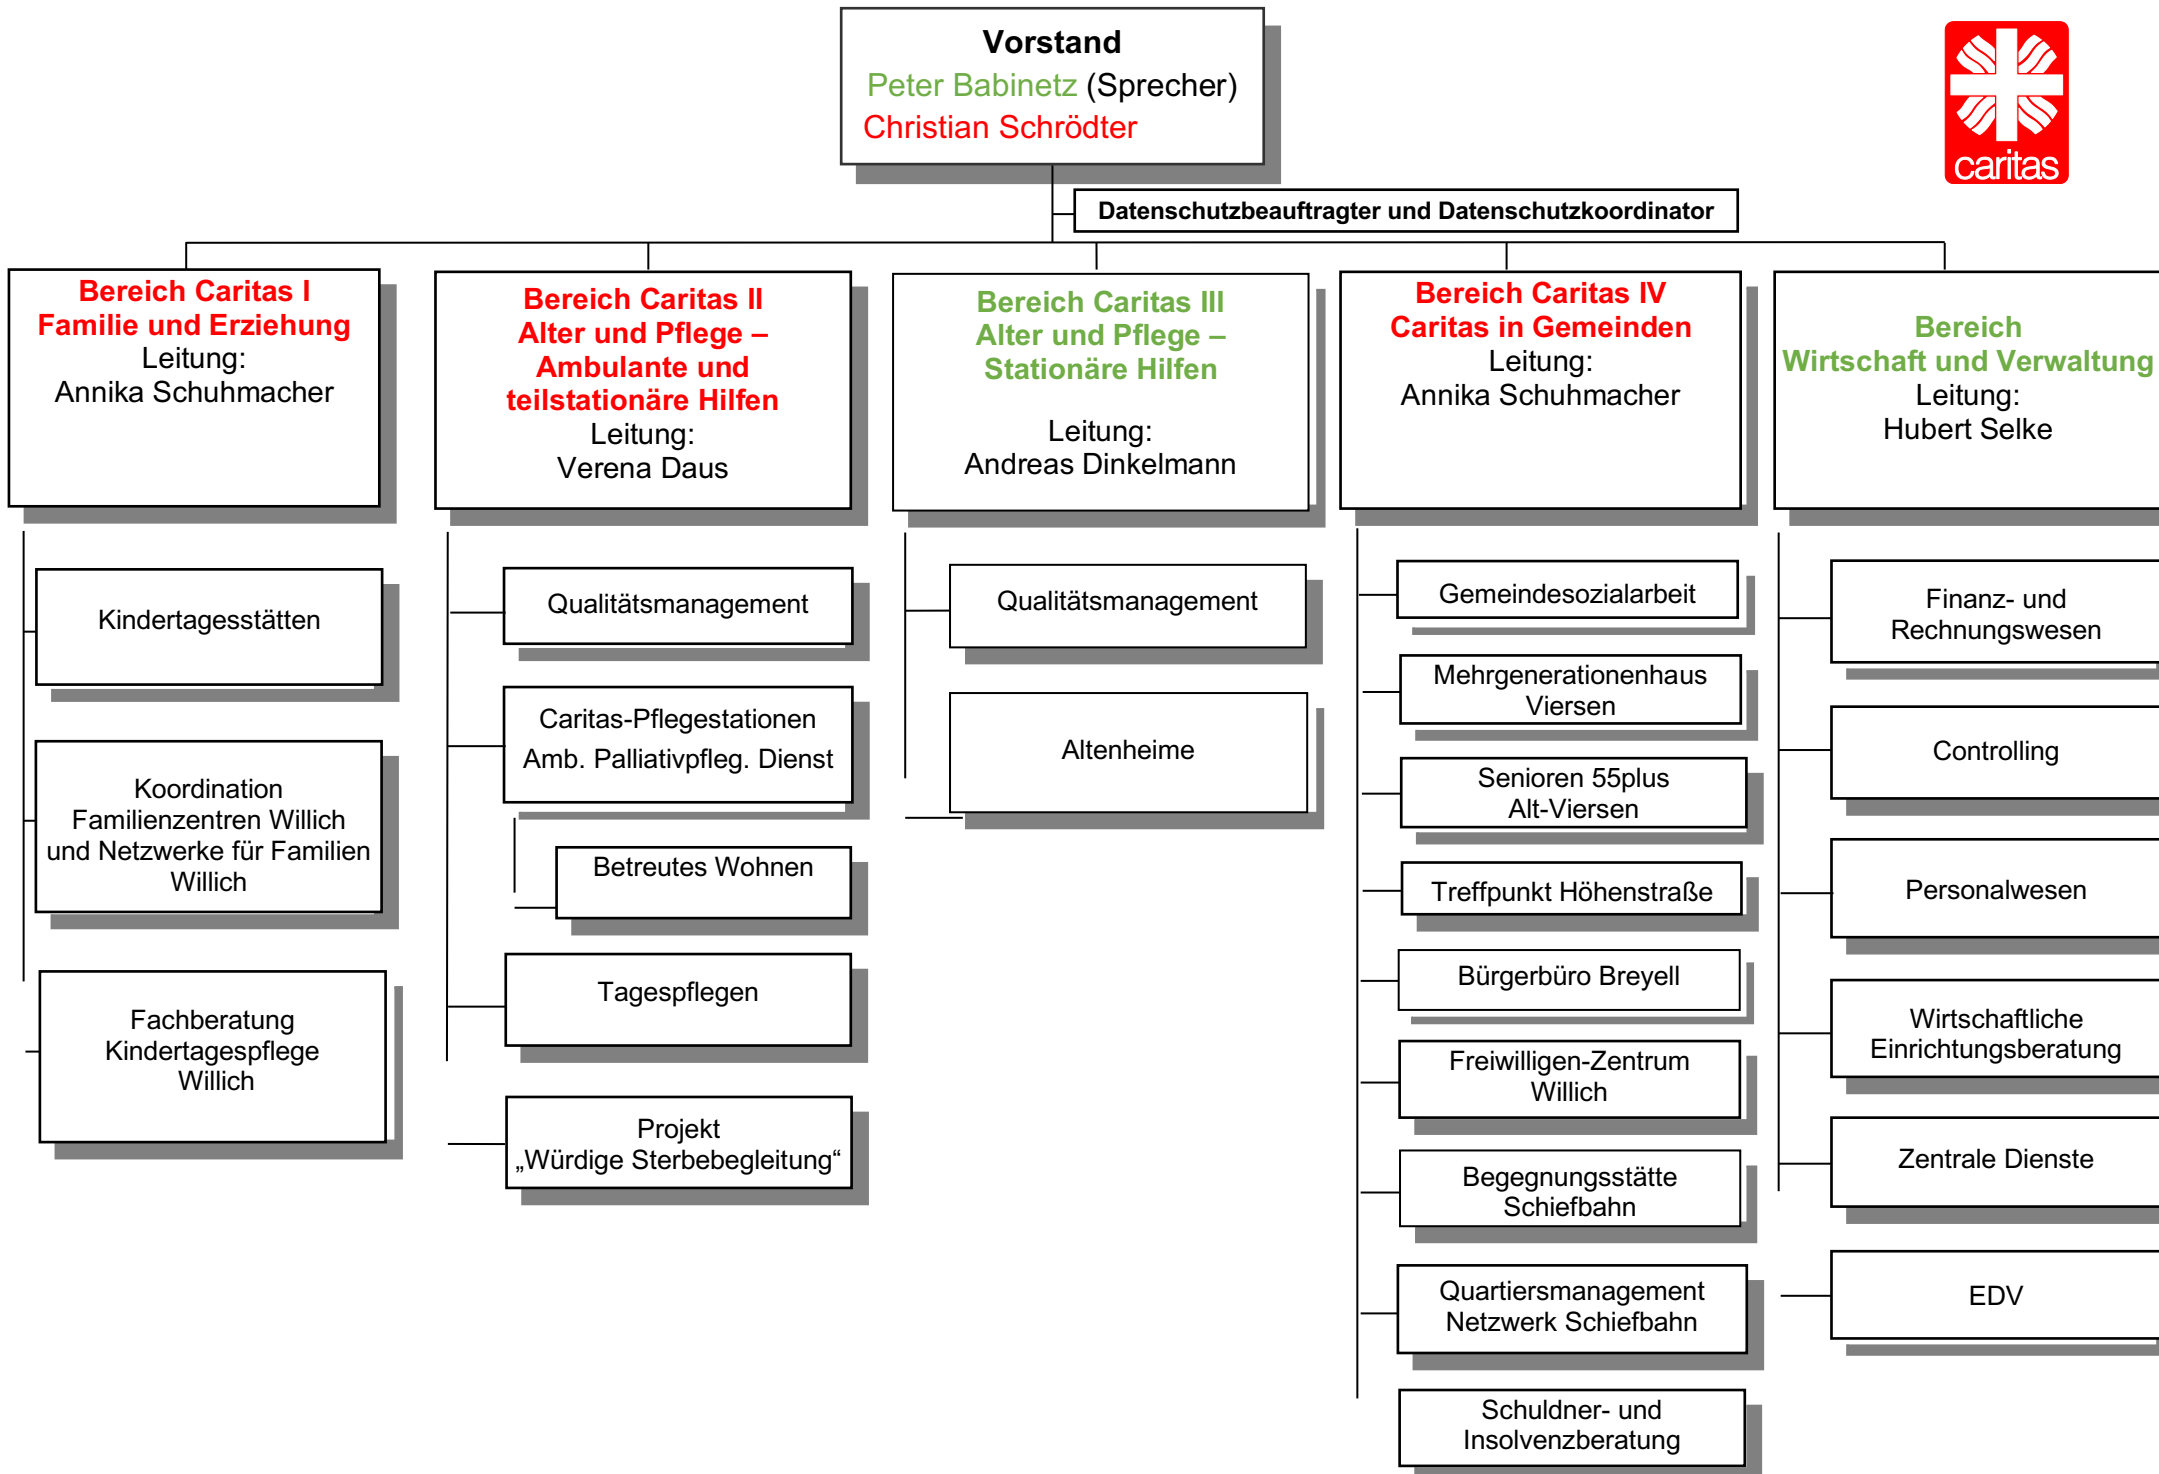 Vorstand
Peter Babinetz (Sprecher)
Christian Schrödter
caritas
Datenschutzbeauftragter und Datenschutzkoordinator
Bereich Caritas I
Familie und Erziehung
Leitung:
Annika Schuhmacher
Kindertagesstätten
Koordination
Familienzentren Willich
und Netzwerke für Familien
Willich
Fachberatung
Kindertagespflege
Willich
Bereich Caritas II
Alter und Pflege –
Ambulante und
teilstationäre Hilfen
Leitung:
Verena Daus
Qualitätsmanagement
Caritas-Pflegestationen
Amb. Palliativpfleg. Dienst
Betreutes Wohnen
Tagespflegen
Projekt
„Würdige Sterbebegleitung“
Bereich Caritas III
Alter und Pflege –
Stationäre Hilfen
Leitung:
Andreas Dinkelmann
Qualitätsmanagement
Altenheime
Bereich Caritas IV
Caritas in Gemeinden
Leitung:
Annika Schuhmacher
Gemeindesozialarbeit
Mehrgenerationenhaus
Viersen
Senioren 55plus
Alt-Viersen
Treffpunkt Höhenstraße
Bürgerbüro Breyell
Freiwilligen-Zentrum
Willich
Begegnungsstätte
Schiefbahn
Quartiersmanagement
Netzwerk Schiefbahn
Schuldner- und
Insolvenzberatung
Bereich
Wirtschaft und Verwaltung
Leitung:
Hubert Selke
Finanz- und
Rechnungswesen
Controlling
Personalwesen
Wirtschaftliche
Einrichtungsberatung
Zentrale Dienste
EDV